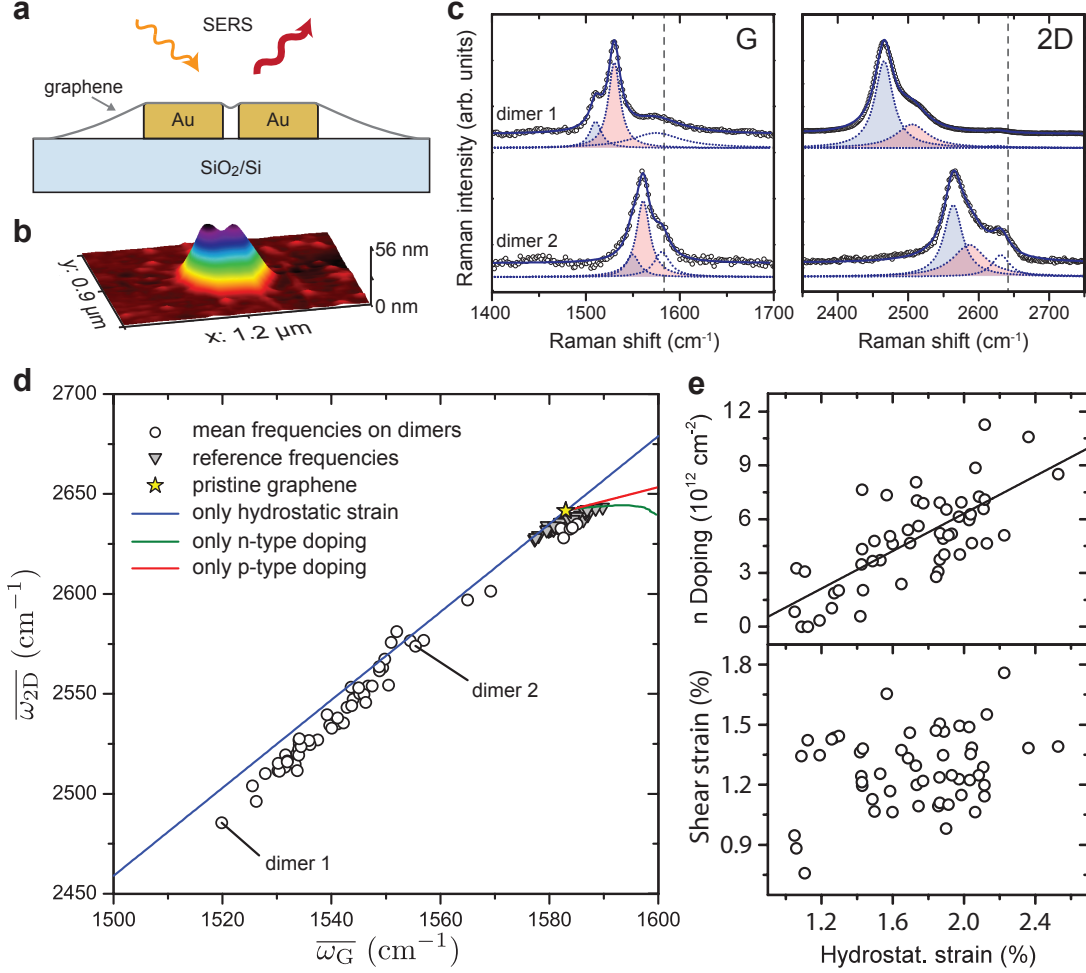 a
SERS
graphene
Au
Au
SiO₂/Si
b
56 nm
0 nm
y: 0.9 μm
x: 1.2 μm
c
G
2D
Raman intensity (arb. units)
dimer 1
dimer 2
1400 1500 1600 1700
2400 2500 2600 2700
Raman shift (cm⁻¹)
Raman shift (cm⁻¹)
d
2700
2650
2600
2550
2500
2450
mean frequencies on dimers
reference frequencies
pristine graphene
only hydrostatic strain
only n-type doping
only p-type doping
dimer 2
dimer 1
ω2D (cm⁻¹)
1500 1520 1540 1560 1580 1600
ωG (cm⁻¹)
e
n Doping (10¹² cm⁻²)
12
9
6
3
0
Shear strain (%)
1.8
1.5
1.2
0.9
1.2 1.6 2.0 2.4
Hydrostat. strain (%)